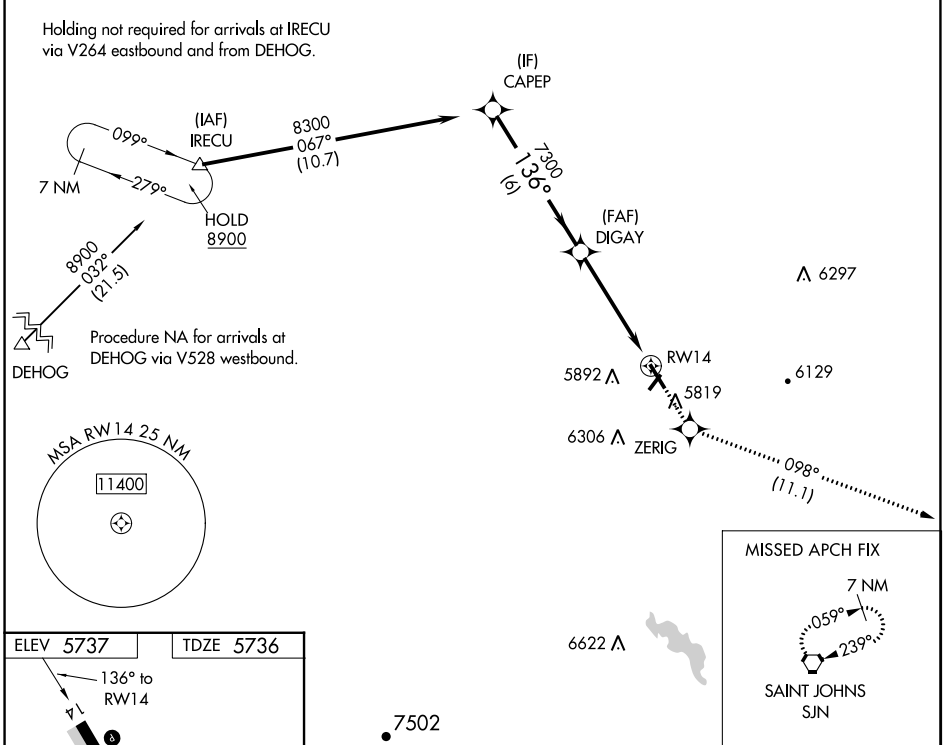 Holding not required for arrivals at IRECU
via V264 eastbound and from DEHOG.
(IF)
CAPEP
(IAF)
IRECU
8300
067°
(10.7)
099°
279°
7 NM
HOLD
8900
7300
136°
(6)
(FAF)
DIGAY
8900
032°
(21.5)
6297
Procedure NA for arrivals at
DEHOG via V528 westbound.
DEHOG
RW14
5892
6129
5819
6306
ZERIG
098°
(11.1)
MSA RW14 25 NM
11400
MISSED APCH FIX
7 NM
059°
239°
SAINT JOHNS
SJN
6622
ELEV 5737
TDZE 5736
136° to
RW14
14
P
7502